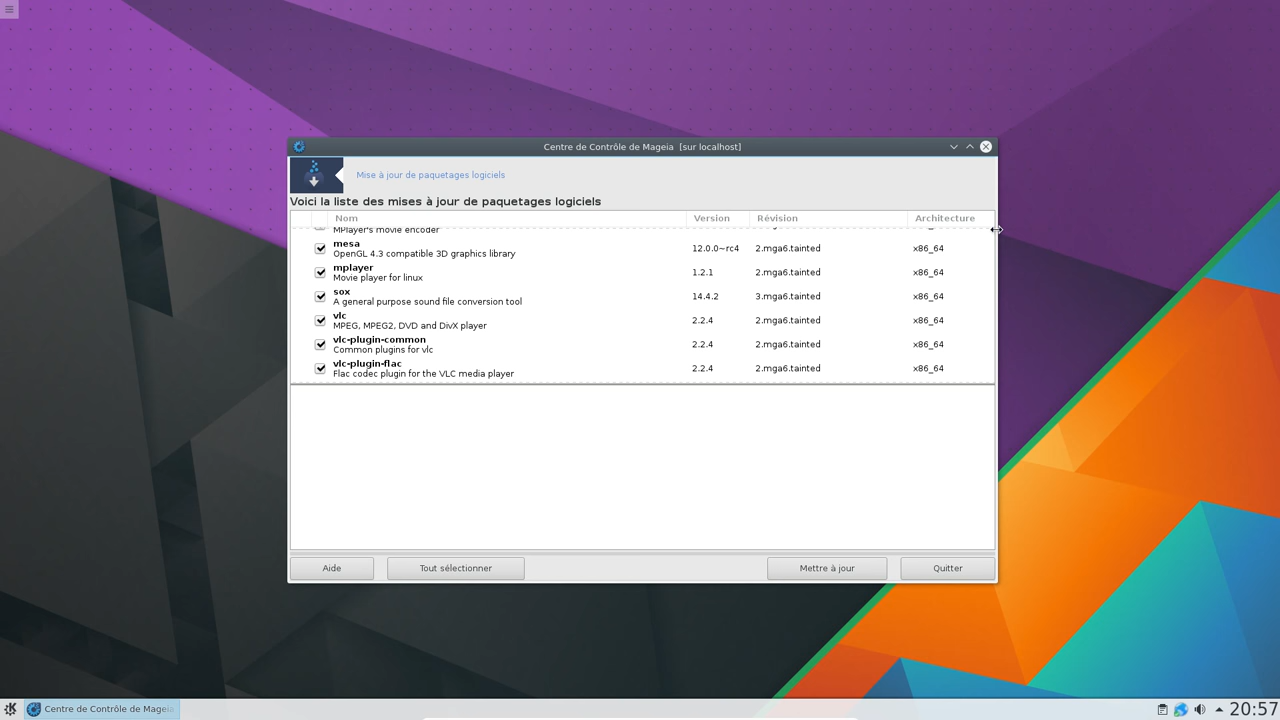 Centre de Contrôle de Mageia [sur localhost]
Mise à jour de paquetages logiciels
Voici la liste des mises à jour de paquetages logiciels
Nom Version Révision Architecture
MPlayer's movie encoder
mesa
OpenGL 4.3 compatible 3D graphics library 12.0.0~rc4 2.mga6.tainted x86_64
mplayer
Movie player for linux 1.2.1 2.mga6.tainted x86_64
sox
A general purpose sound file conversion tool 14.4.2 3.mga6.tainted x86_64
vlc
MPEG, MPEG2, DVD and DivX player 2.2.4 2.mga6.tainted x86_64
vlc-plugin-common
Common plugins for vlc 2.2.4 2.mga6.tainted x86_64
vlc-plugin-flac
Flac codec plugin for the VLC media player 2.2.4 2.mga6.tainted x86_64
Aide Tout sélectionner Mettre à jour Quitter
Centre de Contrôle de Mageia 20:57